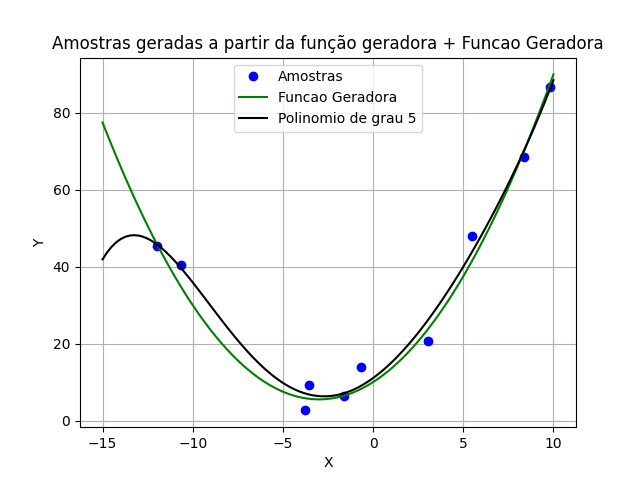 Amostras geradas a partir da função geradora + Funcao Geradora
Amostras
Funcao Geradora
Polinomio de grau 5
80
60
40
20
0
Y
−15
−10
−5
0
5
10
X